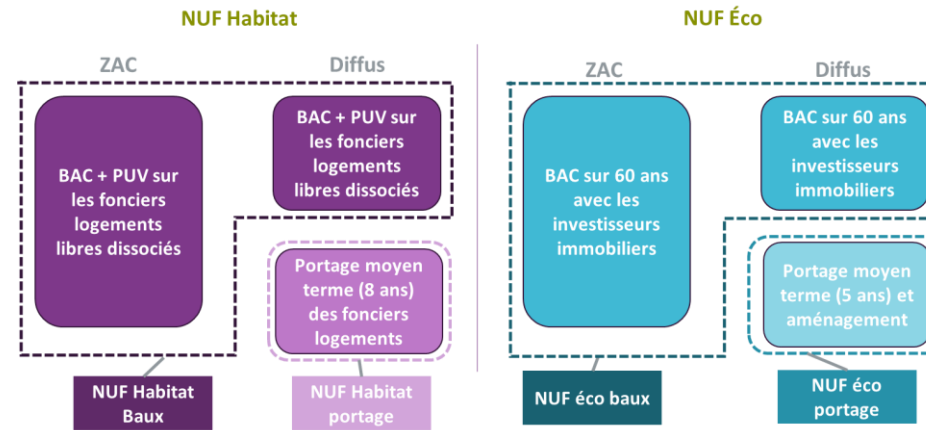 NUF Habitat
ZAC
Diffus
BAC + PUV sur
les fonciers
logements
libres dissociés
BAC + PUV sur
les fonciers
logements
libres dissociés
Portage moyen
terme (8 ans)
des fonciers
logements
NUF Habitat
Baux
NUF Habitat
portage
NUF Éco
ZAC
Diffus
BAC sur 60 ans
avec les
investisseurs
immobiliers
BAC sur 60 ans
avec les
investisseurs
immobiliers
Portage moyen
terme (5 ans) et
aménagement
NUF éco baux
NUF éco
portage